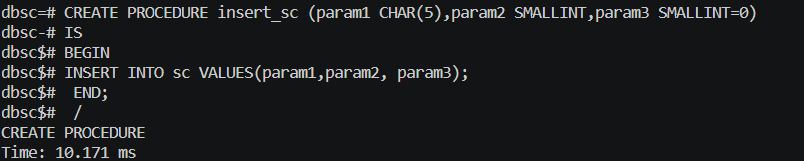 dbsc=# CREATE PROCEDURE insert_sc (param1 CHAR(5),param2 SMALLINT,param3 SMALLINT=0)
dbsc-# IS
dbsc$# BEGIN
dbsc$# INSERT INTO sc VALUES(param1,param2, param3);
dbsc$#  END;
dbsc$#  /
CREATE PROCEDURE
Time: 10.171 ms